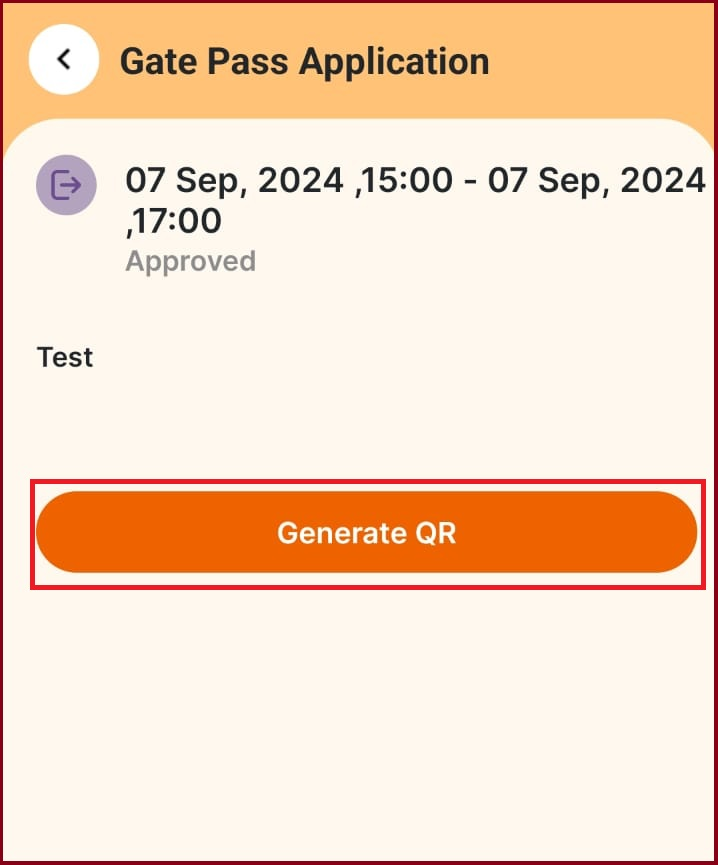 Gate Pass Application
07 Sep, 2024 ,15:00 - 07 Sep, 2024
,17:00
Approved
Test
Generate QR